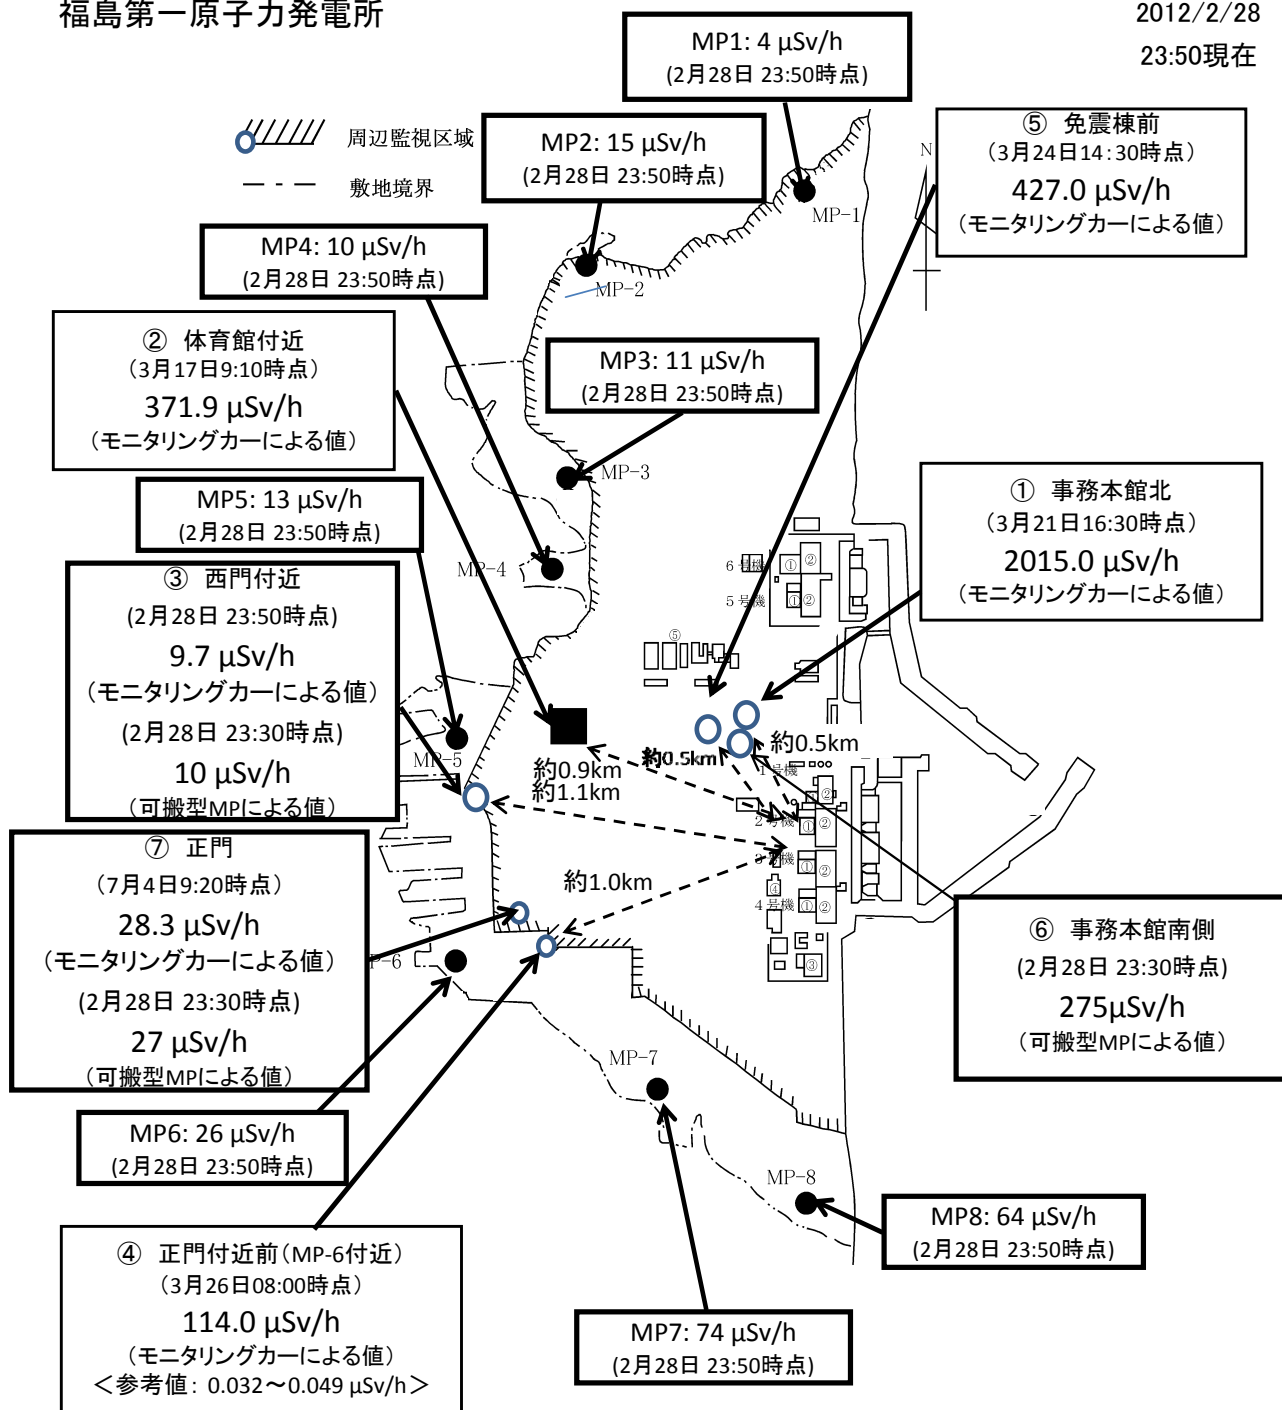 福島第一原子力発電所
2012/2/28
23:50現在
MP1: 4 μSv/h
(2月28日 23:50時点)
周辺監視区域
敷地境界
MP2: 15 μSv/h
(2月28日 23:50時点)
⑤ 免震棟前
(3月24日14:30時点)
427.0 μSv/h
(モニタリングカーによる値)
N
MP-1
MP4: 10 μSv/h
(2月28日 23:50時点)
MP-2
② 体育館付近
(3月17日9:10時点)
371.9 μSv/h
(モニタリングカーによる値)
MP3: 11 μSv/h
(2月28日 23:50時点)
MP-3
① 事務本館北
(3月21日16:30時点)
2015.0 μSv/h
(モニタリングカーによる値)
MP5: 13 μSv/h
(2月28日 23:50時点)
MP-4
6号機
① ②
5号機
① ②
③ 西門付近
(2月28日 23:50時点)
9.7 μSv/h
(モニタリングカーによる値)
(2月28日 23:30時点)
10 μSv/h
(可搬型MPによる値)
⑤
MP-5
約0.9km
約1.1km
約0.5km
約0.5km
1号機
②
2号機
① ②
3号機
① ②
④
4号機
① ②
③
約1.0km
⑦ 正門
(7月4日9:20時点)
28.3 μSv/h
(モニタリングカーによる値)
(2月28日 23:30時点)
27 μSv/h
(可搬型MPによる値)
P-6
⑥ 事務本館南側
(2月28日 23:30時点)
275μSv/h
(可搬型MPによる値)
MP-7
MP6: 26 μSv/h
(2月28日 23:50時点)
MP-8
MP8: 64 μSv/h
(2月28日 23:50時点)
④ 正門付近前(MP-6付近)
(3月26日08:00時点)
114.0 μSv/h
(モニタリングカーによる値)
<参考値: 0.032~0.049 μSv/h>
MP7: 74 μSv/h
(2月28日 23:50時点)